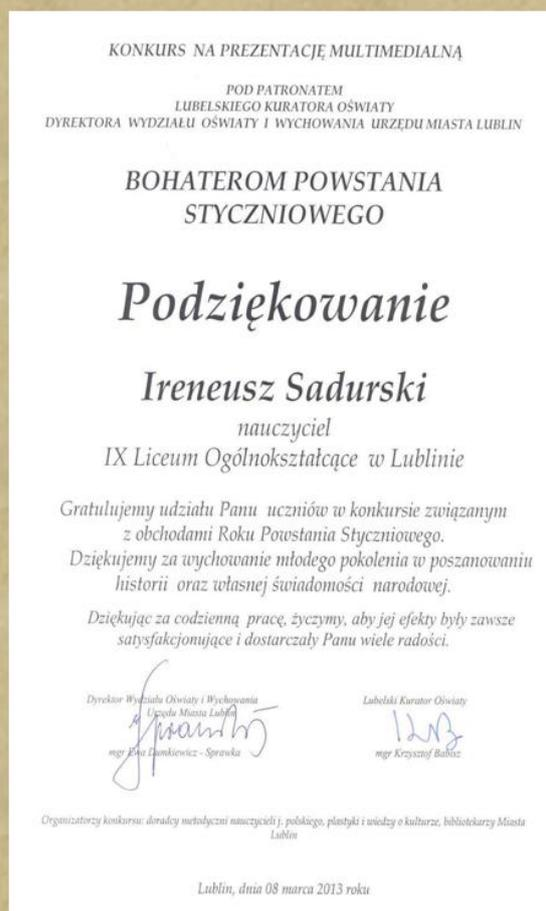 KONKURS NA PREZENTACJĘ MULTIMEDIALNĄ
POD PATRONATEM
LUBELSKIEGO KURATORA OŚWIATY
DYREKTORA WYDZIAŁU OŚWIATY I WYCHOWANIA URZĘDU MIASTA LUBLIN
BOHATEROM POWSTANIA
STYCZNIOWEGO
Podziękowanie
Ireneusz Sadurski
nauczyciel
IX Liceum Ogólnokształcące w Lublinie
Gratulujemy udziału Panu uczniów w konkursie związanym
z obchodami Roku Powstania Styczniowego.
Dziękujemy za wychowanie młodego pokolenia w poszanowaniu
historii oraz własnej świadomości narodowej.
Dziękując za codzienną pracę, życzymy, aby jej efekty były zawsze
satysfakcjonujące i dostarczały Panu wiele radości.
Dyrektor Wydziału Oświaty i Wychowania
Urzędu Miasta Lublin
mgr Ewa Dumkiewicz - Sprawka
Lubelski Kurator Oświaty
mgr Krzysztof Babisz
Organizatorzy konkursu: doradcy metodyczni nauczycieli j. polskiego, plastyki i wiedzy o kulturze, bibliotekarzy Miasta
Lublin
Lublin, dnia 08 marca 2013 roku